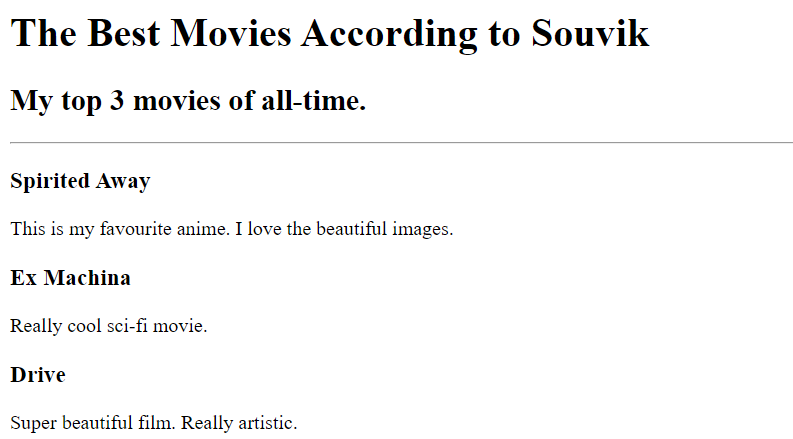 The Best Movies According to Souvik
My top 3 movies of all-time.
Spirited Away
This is my favourite anime. I love the beautiful images.
Ex Machina
Really cool sci-fi movie.
Drive
Super beautiful film. Really artistic.